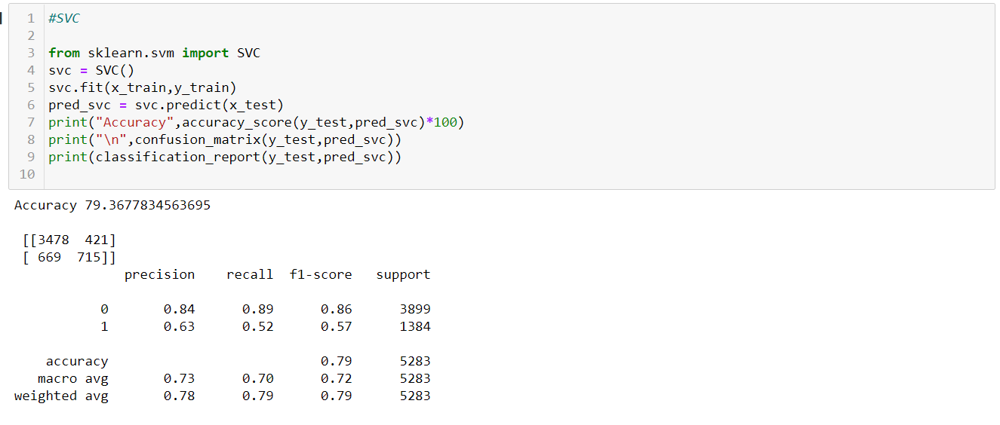 1 #SVC
2
3 from sklearn.svm import SVC
4 svc = SVC()
5 svc.fit(x_train,y_train)
6 pred_svc = svc.predict(x_test)
7 print("Accuracy",accuracy_score(y_test,pred_svc)*100)
8 print("\n",confusion_matrix(y_test,pred_svc))
9 print(classification_report(y_test,pred_svc))
10
Accuracy 79.3677834563695
[[3478  421]
[ 669  715]]
precision    recall  f1-score   support
0       0.84      0.89      0.86      3899
1       0.63      0.52      0.57      1384
accuracy                           0.79      5283
macro avg       0.73      0.70      0.72      5283
weighted avg       0.78      0.79      0.79      5283